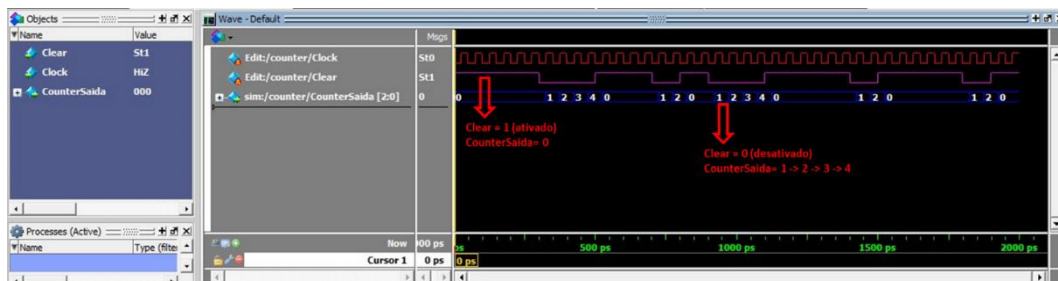 Objects
Name Value
Clear St1
Clock HiZ
CounterSaida 000
Processes (Active)
Name Type (filte
Wave - Default
Msgs
Edit:/counter/Clock St0
Edit:/counter/Clear St1
sim:/counter/CounterSaida [2:0] 0 0 1 2 3 4 0 1 2 0 1 2 3 4 0 1 2 0 1 2 0
Clear = 1 (ativado)
CounterSaida= 0
Clear = 0 (desativado)
CounterSaida= 1 -> 2 -> 3 -> 4
Now 00 ps ps 500 ps 1000 ps 1500 ps 2000 ps
Cursor 1 0 ps 0 ps